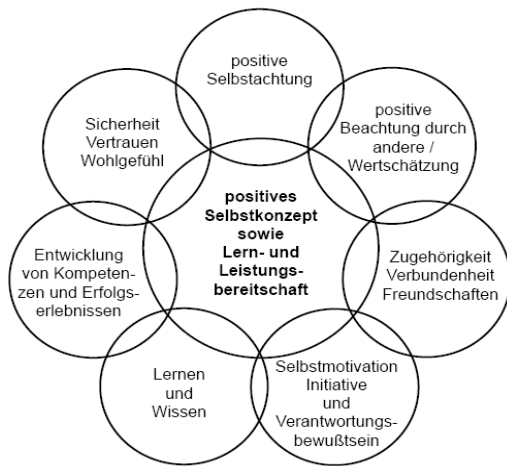 positive
Selbstachtung
positive
Beachtung durch
andere /
Wertschätzung
Sicherheit
Vertrauen
Wohlgefühl
positives
Selbstkonzept
sowie
Lern- und
Leistungs-
bereitschaft
Zugehörigkeit
Verbundenheit
Freundschaften
Entwicklung
von Kompeten-
zen und Erfolgs-
erlebnissen
Selbstmotivation
Initiative
und
Verantwortungs-
bewußtsein
Lernen
und
Wissen